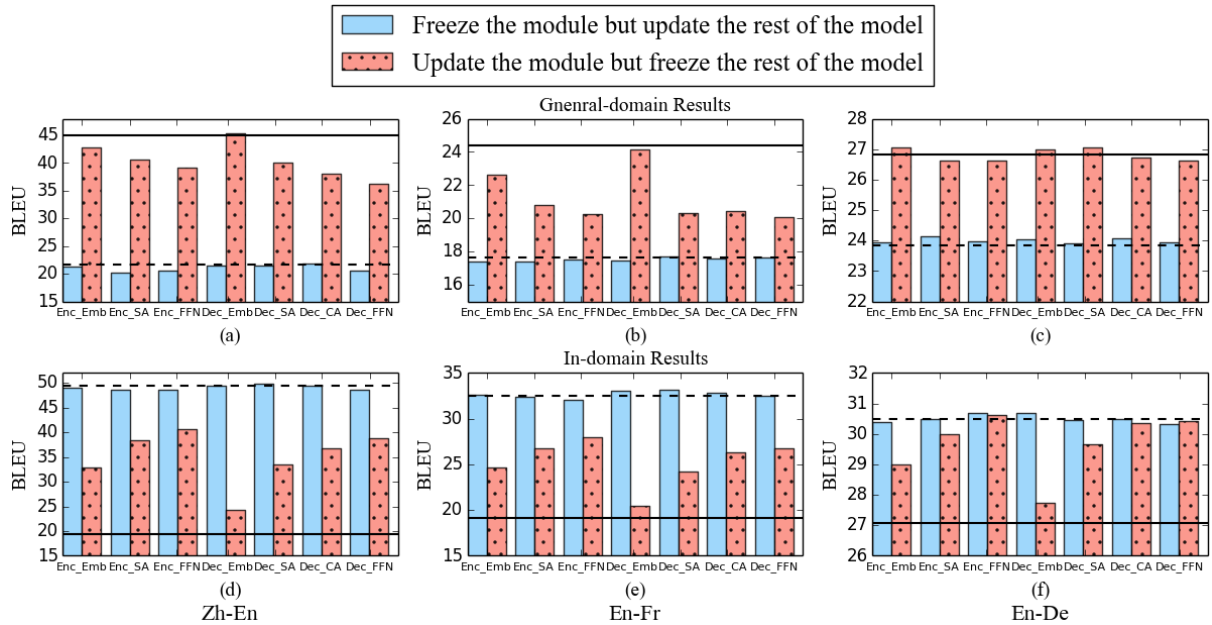 Freeze the module but update the rest of the model
Update the module but freeze the rest of the model
Gnenral-domain Results
BLEU
45
40
35
30
25
20
15
Enc_Emb Enc_SA Enc_FFN Dec_Emb Dec_SA Dec_CA Dec_FFN
(a)
BLEU
26
24
22
20
18
16
Enc_Emb Enc_SA Enc_FFN Dec_Emb Dec_SA Dec_CA Dec_FFN
(b)
BLEU
28
27
26
25
24
23
22
Enc_Emb Enc_SA Enc_FFN Dec_Emb Dec_SA Dec_CA Dec_FFN
(c)
In-domain Results
BLEU
50
45
40
35
30
25
20
15
Enc_Emb Enc_SA Enc_FFN Dec_Emb Dec_SA Dec_CA Dec_FFN
(d)
Zh-En
BLEU
35
30
25
20
15
Enc_Emb Enc_SA Enc_FFN Dec_Emb Dec_SA Dec_CA Dec_FFN
(e)
En-Fr
BLEU
32
31
30
29
28
27
26
Enc_Emb Enc_SA Enc_FFN Dec_Emb Dec_SA Dec_CA Dec_FFN
(f)
En-De